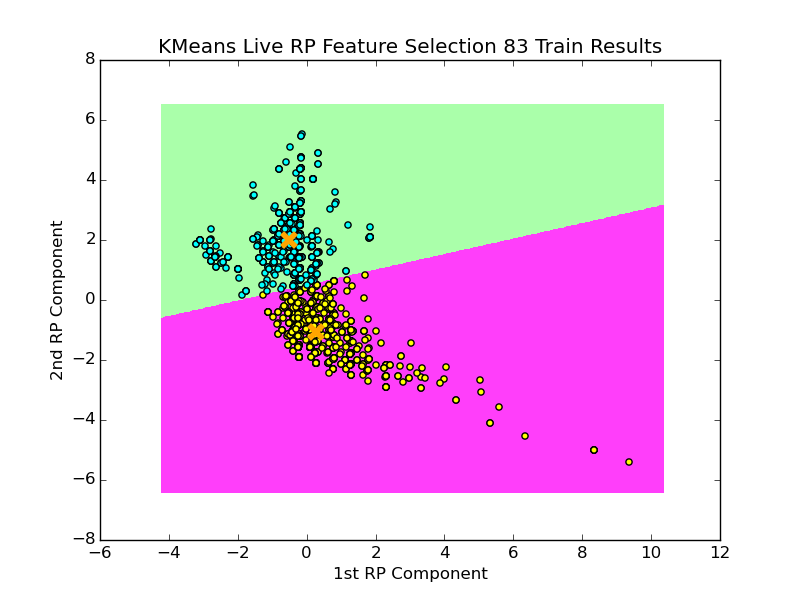 KMeans Live RP Feature Selection 83 Train Results
8
6
4
2
0
−2
−4
−6
−8
2nd RP Component
−6 −4 −2 0 2 4 6 8 10 12
1st RP Component